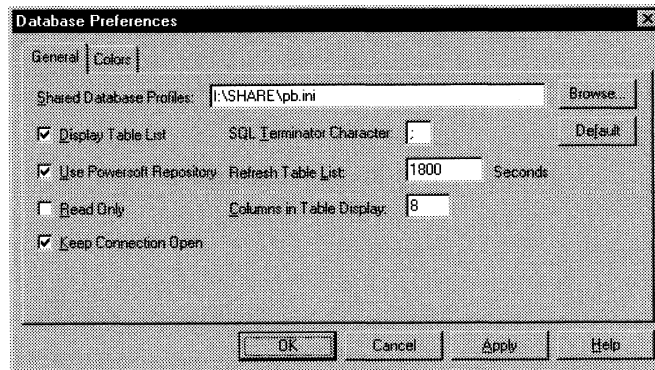 Database Preferences
General Colors
Shared Database Profiles: I:\SHARE\pb.ini Browse...
Display Table List SQL Terminator Character ; Default
Use Powersoft Repository Refresh Table List: 1800 Seconds
Read Only Columns in Table Display: 8
Keep Connection Open
OK Cancel Apply Help